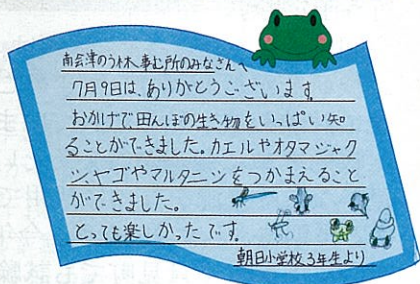 南会津のう林事む所のみなさんへ
7月9日は、ありがとうございます。
おかげで、田んぼの生き物をいっぱい知
ることができました。カエルやオタマジャク
シ、ヤゴやマルタニシをつかまえること
ができました。
とっても楽しかったです。
朝日小学校3年生より